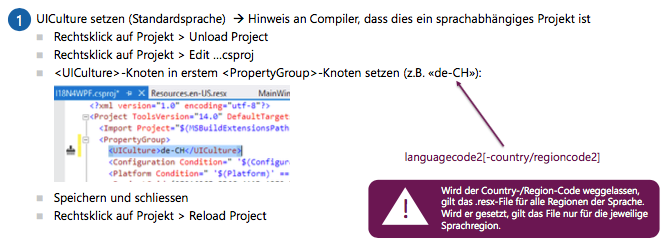 1 UICulture setzen (Standardsprache) → Hinweis an Compiler, dass dies ein sprachabhängiges Projekt ist
Rechtsklick auf Projekt > Unload Project
Rechtsklick auf Projekt > Edit ...csproj
<UICulture>-Knoten in erstem <PropertyGroup>-Knoten setzen (z.B. «de-CH»):
I18N4WPF.csproj* Resources.en-US.resx MainWin
<?xml version="1.0" encoding="utf-8"?>
<Project ToolsVersion="14.0" DefaultTarget
<Import Project="$(MSBuildExtensionsPath
<PropertyGroup>
<UICulture>de-CH</UICulture>
<Configuration Condition=" '$(Configur
<Platform Condition=" '$(Platform)' ==
languagecode2[-country/regioncode2]
Speichern und schliessen
Rechtsklick auf Projekt > Reload Project
Wird der Country-/Region-Code weggelassen,
gilt das .resx-File für alle Regionen der Sprache.
Wird er gesetzt, gilt das File nur für die jeweilige
Sprachregion.